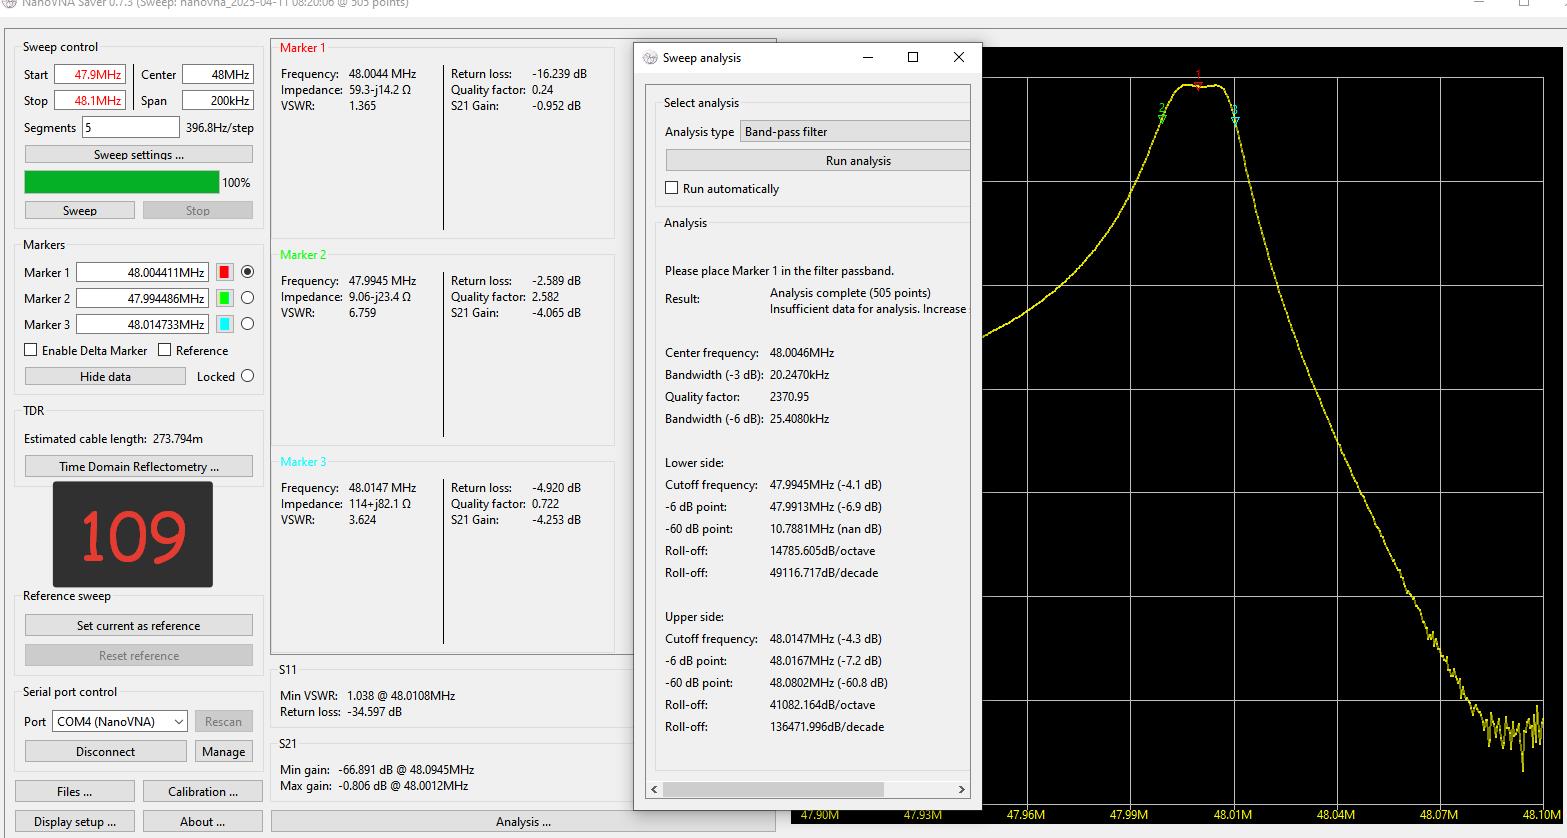 NanoVNA Saver 0.7.3 (Sweep: nanovna_2025-04-11 08:20:06 @ 505 points)
Sweep control
Start 47.9MHz Center 48MHz
Stop 48.1MHz Span 200kHz
Segments 5 396.8Hz/step
Sweep settings ...
100%
Sweep Stop
Markers
Marker 1 48.004411MHz
Marker 2 47.994486MHz
Marker 3 48.014733MHz
Enable Delta Marker Reference
Hide data Locked
TDR
Estimated cable length: 273.794m
Time Domain Reflectometry ...
109
Reference sweep
Set current as reference
Reset reference
Serial port control
Port COM4 (NanoVNA) Rescan
Disconnect Manage
Files ... Calibration ...
Display setup ... About ...
Marker 1
Frequency: 48.0044 MHz Return loss: -16.239 dB
Impedance: 59.3-j14.2 Ω Quality factor: 0.24
VSWR: 1.365 S21 Gain: -0.952 dB
Marker 2
Frequency: 47.9945 MHz Return loss: -2.589 dB
Impedance: 9.06-j23.4 Ω Quality factor: 2.582
VSWR: 6.759 S21 Gain: -4.065 dB
Marker 3
Frequency: 48.0147 MHz Return loss: -4.920 dB
Impedance: 114+j82.1 Ω Quality factor: 0.722
VSWR: 3.624 S21 Gain: -4.253 dB
S11
Min VSWR: 1.038 @ 48.0108MHz
Return loss: -34.597 dB
S21
Min gain: -66.891 dB @ 48.0945MHz
Max gain: -0.806 dB @ 48.0012MHz
Analysis ...
Sweep analysis
Select analysis
Analysis type Band-pass filter
Run analysis
Run automatically
Analysis
Please place Marker 1 in the filter passband.
Result: Analysis complete (505 points)
Insufficient data for analysis. Increase
Center frequency: 48.0046MHz
Bandwidth (-3 dB): 20.2470kHz
Quality factor: 2370.95
Bandwidth (-6 dB): 25.4080kHz
Lower side:
Cutoff frequency: 47.9945MHz (-4.1 dB)
-6 dB point: 47.9913MHz (-6.9 dB)
-60 dB point: 10.7881MHz (nan dB)
Roll-off: 14785.605dB/octave
Roll-off: 49116.717dB/decade
Upper side:
Cutoff frequency: 48.0147MHz (-4.3 dB)
-6 dB point: 48.0167MHz (-7.2 dB)
-60 dB point: 48.0802MHz (-60.8 dB)
Roll-off: 41082.164dB/octave
Roll-off: 136471.996dB/decade
1
2
3
47.90M 47.93M 47.96M 47.99M 48.01M 48.04M 48.07M 48.10M